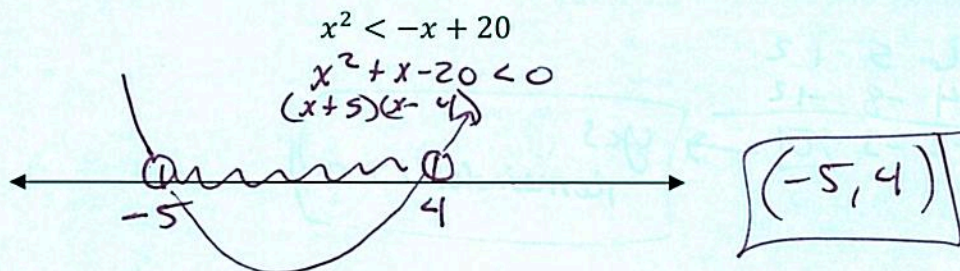 x² < -x + 20
x² + x - 20 < 0
(x+5)(x-4)
-5 4
(-5, 4)